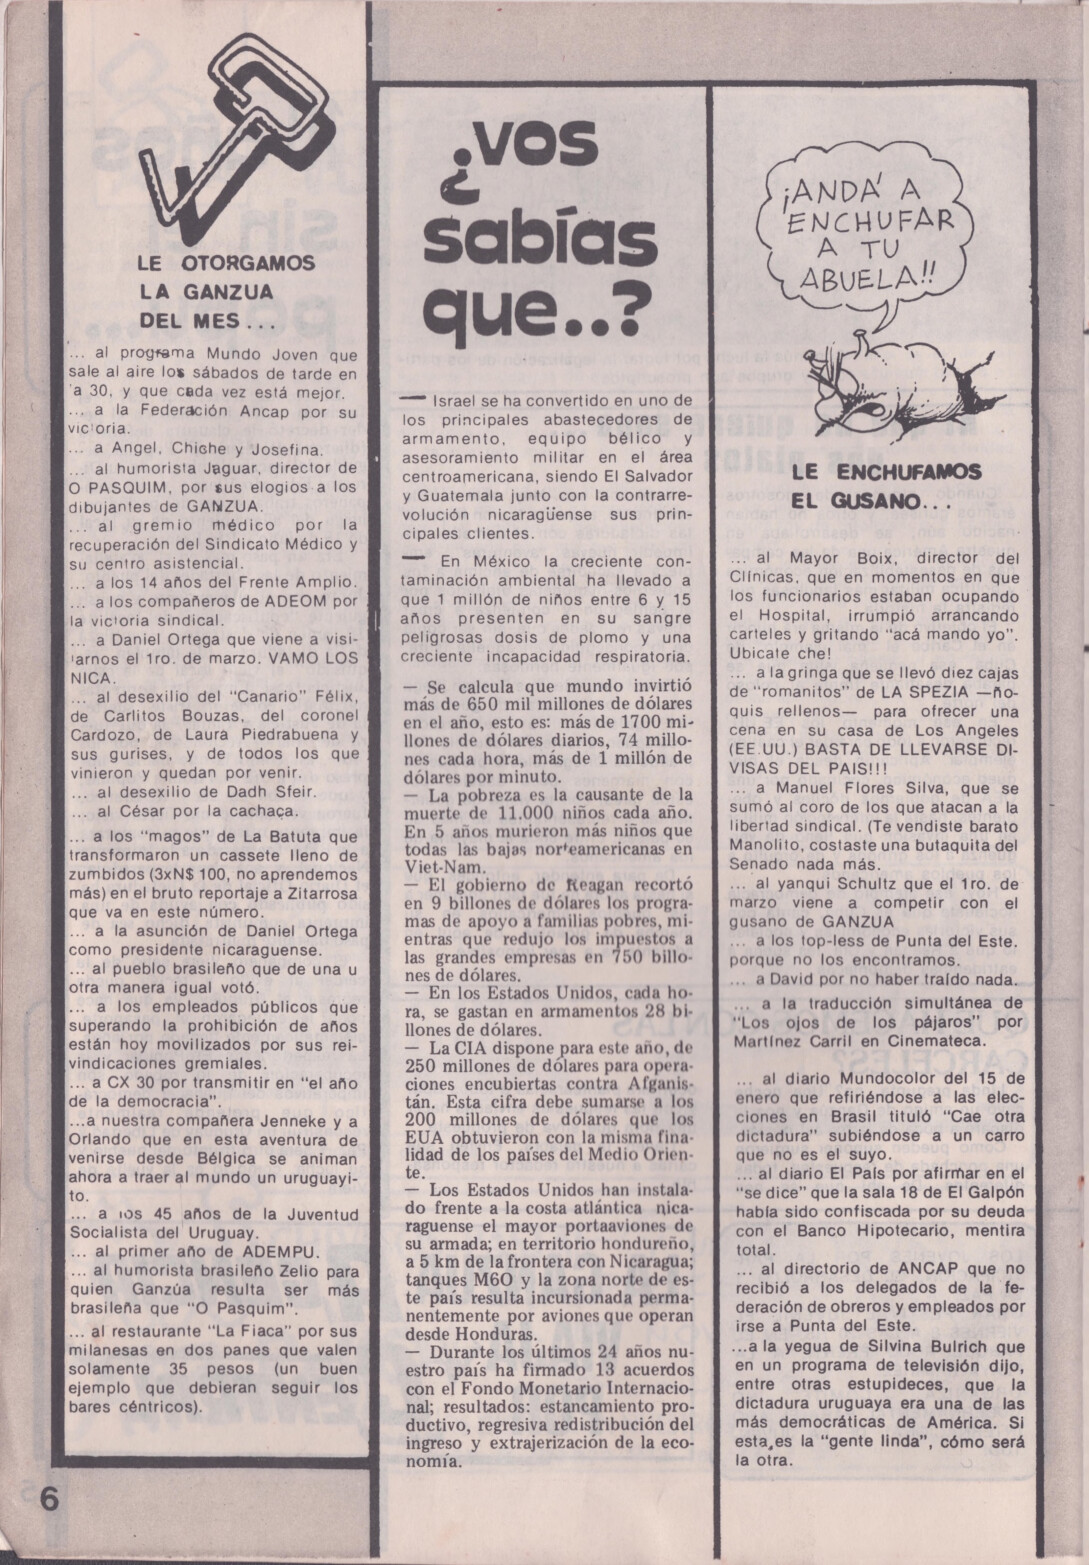 LE OTORGAMOS
LA GANZUA
DEL MES...
... al programa Mundo Joven que
sale al aire los sábados de tarde en
'a 30, y que cada vez está mejor.
... a la Federación Ancap por su
victoria.
... a Angel, Chiche y Josefina.
... al humorista Jaguar, director de
O PASQUIM, por sus elogios a los
dibujantes de GANZUA.
... al gremio médico por la
recuperación del Sindicato Médico y
su centro asistencial.
... a los 14 años del Frente Amplio.
... a los compañeros de ADEOM por
la victoria sindical.
... a Daniel Ortega que viene a visi-
tarnos el 1ro. de marzo. VAMO LOS
NICA.
... al desexilio del "Canario" Félix,
de Carlitos Bouzas, del coronel
Cardozo, de Laura Piedrabuena y
sus gurises, y de todos los que
vinieron y quedan por venir.
... al desexilio de Dadh Sfeir.
... al César por la cachaça.
... a los "magos" de La Batuta que
transformaron un cassete lleno de
zumbidos (3xN$ 100, no aprendemos
más) en el bruto reportaje a Zitarrosa
que va en este número.
... a la asunción de Daniel Ortega
como presidente nicaraguense.
... al pueblo brasileño que de una u
otra manera igual votó.
... a los empleados públicos que
superando la prohibición de años
están hoy movilizados por sus rei-
vindicaciones gremiales.
... a CX 30 por transmitir en "el año
de la democracia".
...a nuestra compañera Jenneke y a
Orlando que en esta aventura de
venirse desde Bélgica se animan
ahora a traer al mundo un uruguayi-
to.
... a los 45 años de la Juventud
Socialista del Uruguay.
... al primer año de ADEMPU.
... al humorista brasileño Zelio para
quien Ganzúa resulta ser más
brasileña que "O Pasquim".
... al restaurante "La Fiaca" por sus
milanesas en dos panes que valen
solamente 35 pesos (un buen
ejemplo que debieran seguir los
bares céntricos).
6
¿vos
sabías
que..?
— Israel se ha convertido en uno de
los principales abastecedores de
armamento, equipo bélico y
asesoramiento militar en el área
centroamericana, siendo El Salvador
y Guatemala junto con la contrarre-
volución nicaragüense sus prin-
cipales clientes.
— En México la creciente con-
taminación ambiental ha llevado a
que 1 millón de niños entre 6 y 15
años presenten en su sangre
peligrosas dosis de plomo y una
creciente incapacidad respiratoria.
— Se calcula que mundo invirtió
más de 650 mil millones de dólares
en el año, esto es: más de 1700 mi-
llones de dólares diarios, 74 millo-
nes cada hora, más de 1 millón de
dólares por minuto.
— La pobreza es la causante de la
muerte de 11.000 niños cada año.
En 5 años murieron más niños que
todas las bajas norteamericanas en
Viet-Nam.
— El gobierno de Reagan recortó
en 9 billones de dólares los progra-
mas de apoyo a familias pobres, mi-
entras que redujo los impuestos a
las grandes empresas en 750 billo-
nes de dólares.
— En los Estados Unidos, cada ho-
ra, se gastan en armamentos 28 bi-
llones de dólares.
— La CIA dispone para este año, de
250 millones de dólares para opera-
ciones encubiertas contra Afganis-
tán. Esta cifra debe sumarse a los
200 millones de dólares que los
EUA obtuvieron con la misma fina-
lidad de los países del Medio Orien-
te.
— Los Estados Unidos han instala-
do frente a la costa atlántica nica-
raguense el mayor portaaviones de
su armada; en territorio hondureño,
a 5 km de la frontera con Nicaragua;
tanques M60 y la zona norte de es-
te país resulta incursionada perma-
nentemente por aviones que operan
desde Honduras.
— Durante los últimos 24 años nu-
estro país ha firmado 13 acuerdos
con el Fondo Monetario Internacio-
nal; resultados: estancamiento pro-
ductivo, regresiva redistribución del
ingreso y extrajerización de la eco-
nomía.
¡ANDÁ A
ENCHUFAR
A TU
ABUELA!!
LE ENCHUFAMOS
EL GUSANO...
... al Mayor Boix, director del
Clínicas, que en momentos en que
los funcionarios estaban ocupando
el Hospital, irrumpió arrancando
carteles y gritando "acá mando yo".
Ubicate che!
... a la gringa que se llevó diez cajas
de "romanitos" de LA SPEZIA —ño-
quis rellenos— para ofrecer una
cena en su casa de Los Angeles
(EE.UU.) BASTA DE LLEVARSE DI-
VISAS DEL PAIS!!!
... a Manuel Flores Silva, que se
sumó al coro de los que atacan a la
libertad sindical. (Te vendiste barato
Manolito, costaste una butaquita del
Senado nada más.
... al yanqui Schultz que el 1ro. de
marzo viene a competir con el
gusano de GANZUA
... a los top-less de Punta del Este.
porque no los encontramos.
... a David por no haber traído nada.
... a la traducción simultánea de
"Los ojos de los pájaros" por
Martínez Carril en Cinemateca.
... al diario Mundocolor del 15 de
enero que refiriéndose a las elec-
ciones en Brasil tituló "Cae otra
dictadura" subiéndose a un carro
que no es el suyo.
... al diario El País por afirmar en el
"se dice" que la sala 18 de El Galpón
había sido confiscada por su deuda
con el Banco Hipotecario, mentira
total.
... al directorio de ANCAP que no
recibió a los delegados de la fe-
deración de obreros y empleados por
irse a Punta del Este.
...a la yegua de Silvina Bulrich que
en un programa de televisión dijo,
entre otras estupideces, que la
dictadura uruguaya era una de las
más democráticas de América. Si
esta es la "gente linda", cómo será
la otra.